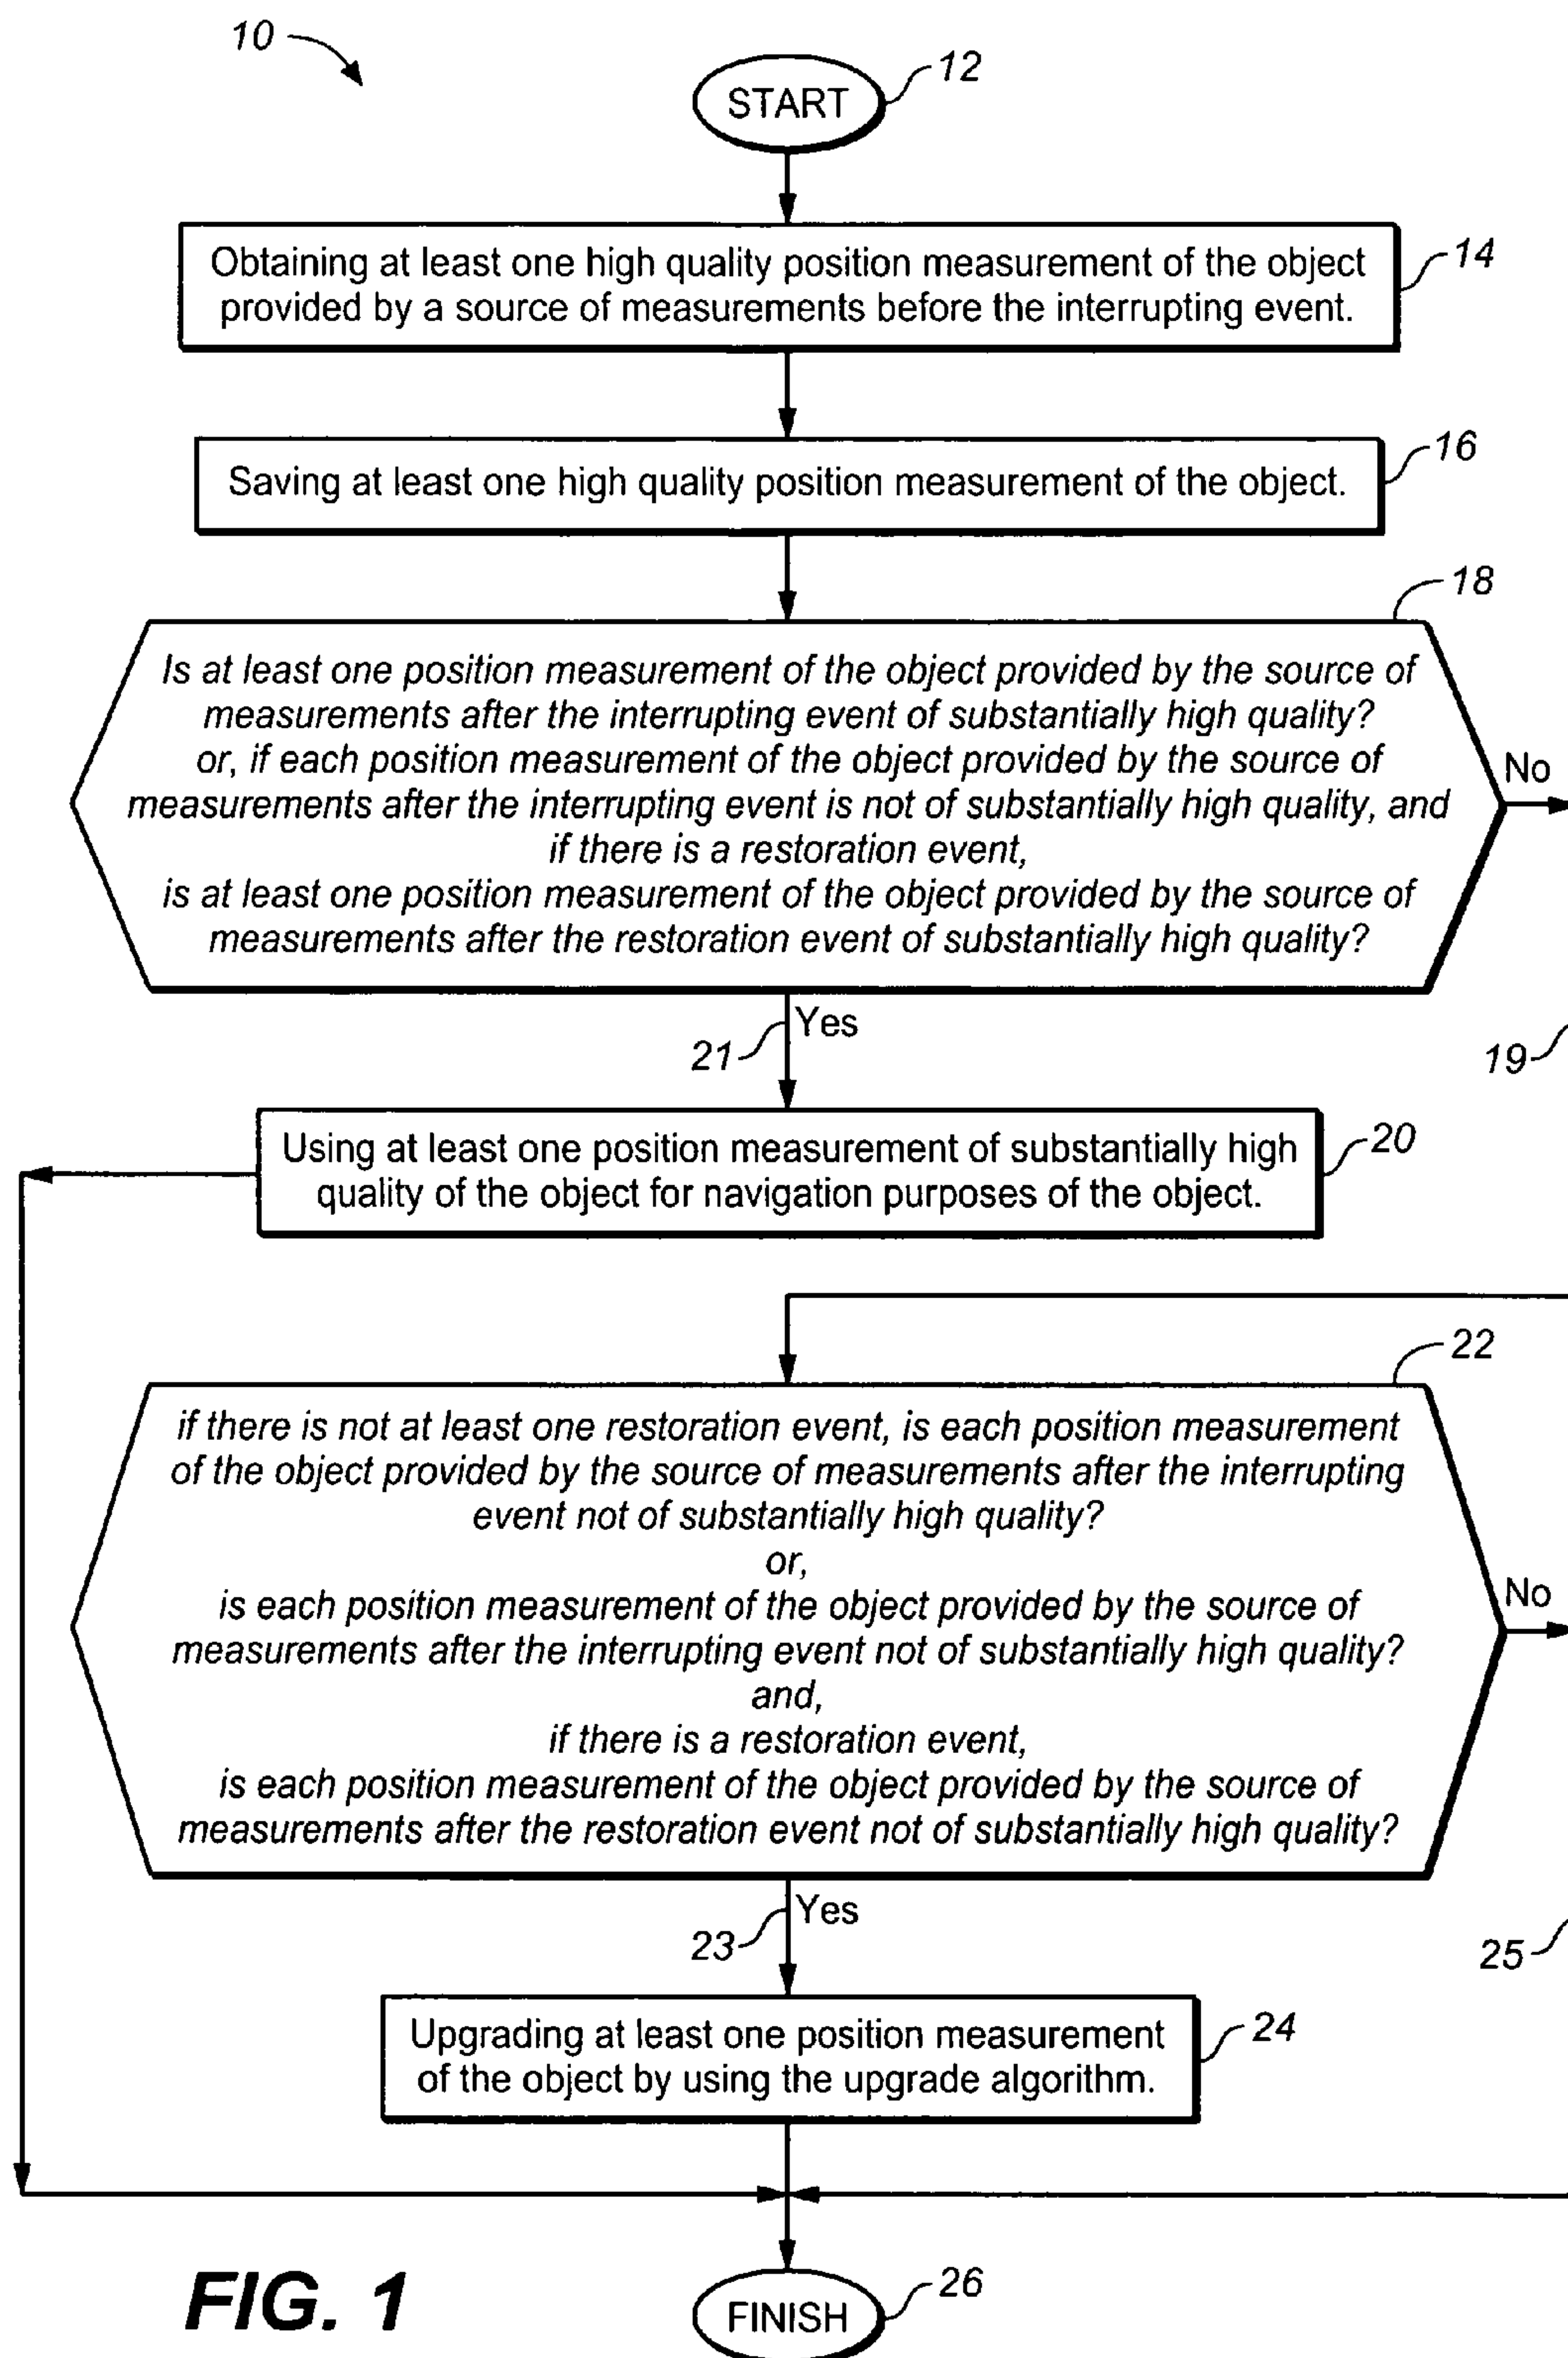 10
START
12
Obtaining at least one high quality position measurement of the object
provided by a source of measurements before the interrupting event.
14
Saving at least one high quality position measurement of the object.
16
18
Is at least one position measurement of the object provided by the source of
measurements after the interrupting event of substantially high quality?
or, if each position measurement of the object provided by the source of
measurements after the interrupting event is not of substantially high quality, and
if there is a restoration event,
is at least one position measurement of the object provided by the source of
measurements after the restoration event of substantially high quality?
No
Yes
21
19
Using at least one position measurement of substantially high
quality of the object for navigation purposes of the object.
20
22
if there is not at least one restoration event, is each position measurement
of the object provided by the source of measurements after the interrupting
event not of substantially high quality?
or,
is each position measurement of the object provided by the source of
measurements after the interrupting event not of substantially high quality?
and,
if there is a restoration event,
is each position measurement of the object provided by the source of
measurements after the restoration event not of substantially high quality?
No
Yes
23
25
Upgrading at least one position measurement
of the object by using the upgrade algorithm.
24
FIG. 1
FINISH
26